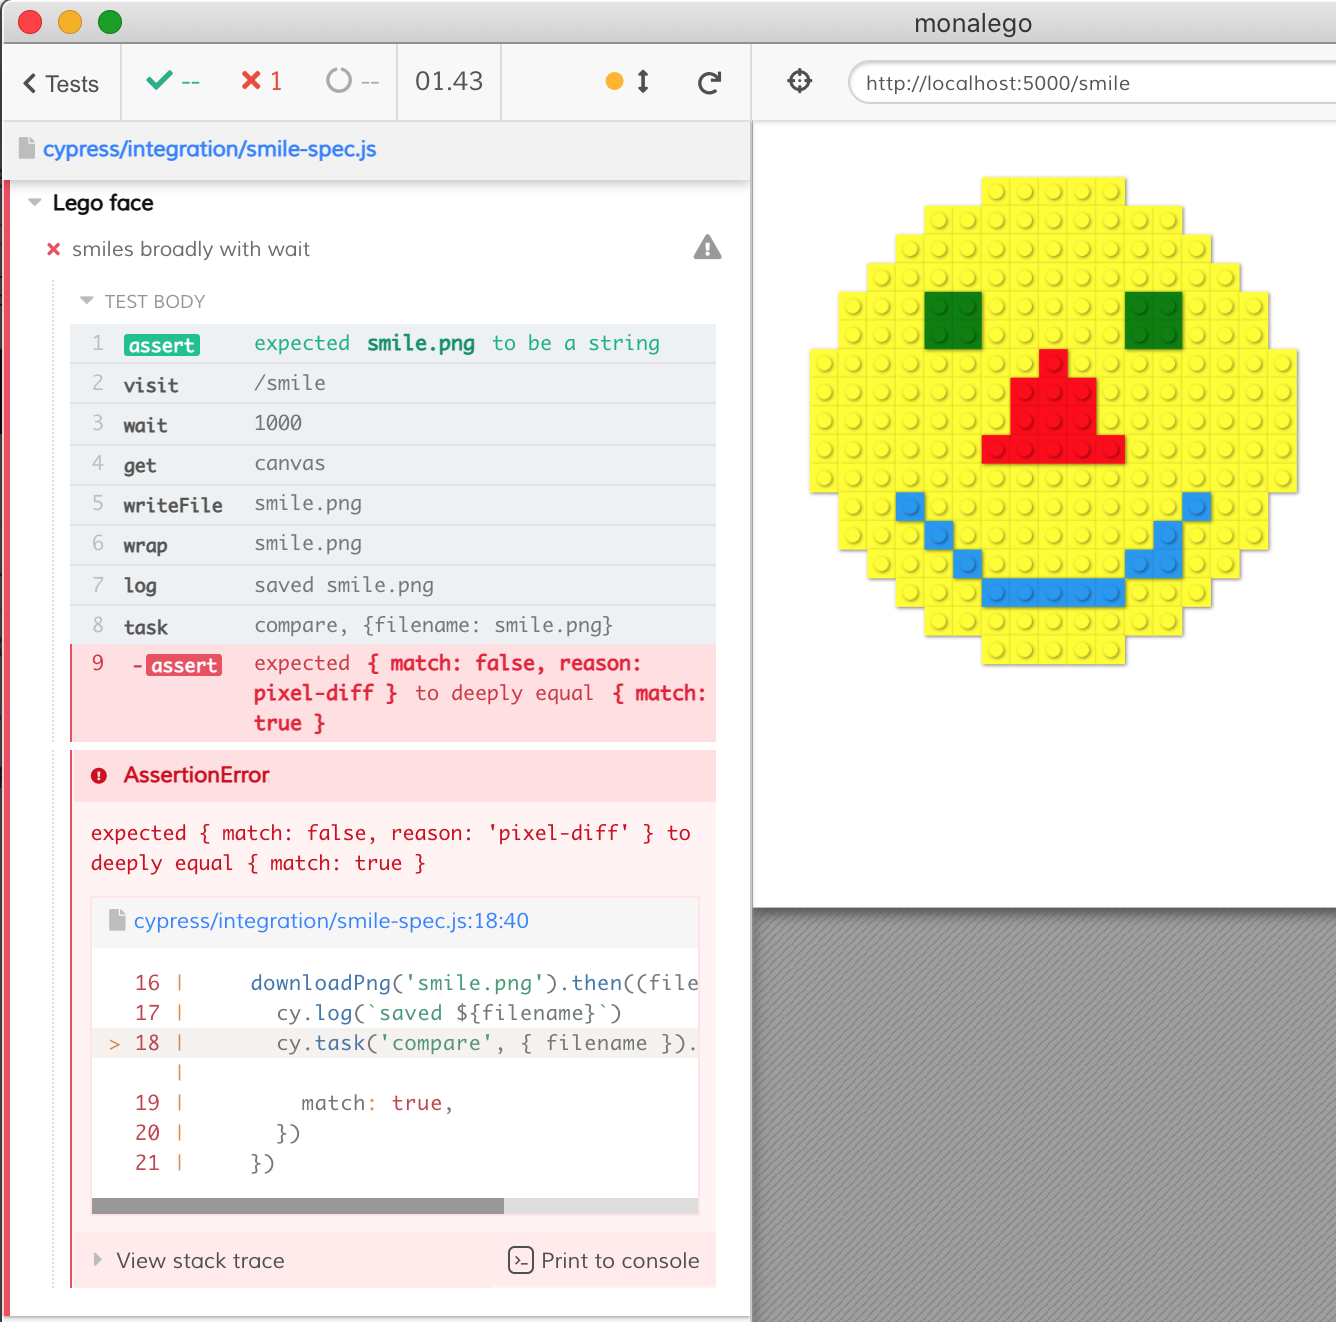 monalego
Tests
--
1
--
01.43
http://localhost:5000/smile
cypress/integration/smile-spec.js
Lego face
smiles broadly with wait
TEST BODY
1 assert expected smile.png to be a string
2 visit /smile
3 wait 1000
4 get canvas
5 writeFile smile.png
6 wrap smile.png
7 log saved smile.png
8 task compare, {filename: smile.png}
9 -assert expected { match: false, reason:
pixel-diff } to deeply equal { match:
true }
AssertionError
expected { match: false, reason: 'pixel-diff' } to
deeply equal { match: true }
cypress/integration/smile-spec.js:18:40
16 | downloadPng('smile.png').then((file
17 | cy.log(`saved ${filename}`)
> 18 | cy.task('compare', { filename }).
|
19 | match: true,
20 | })
21 | })
View stack trace
Print to console